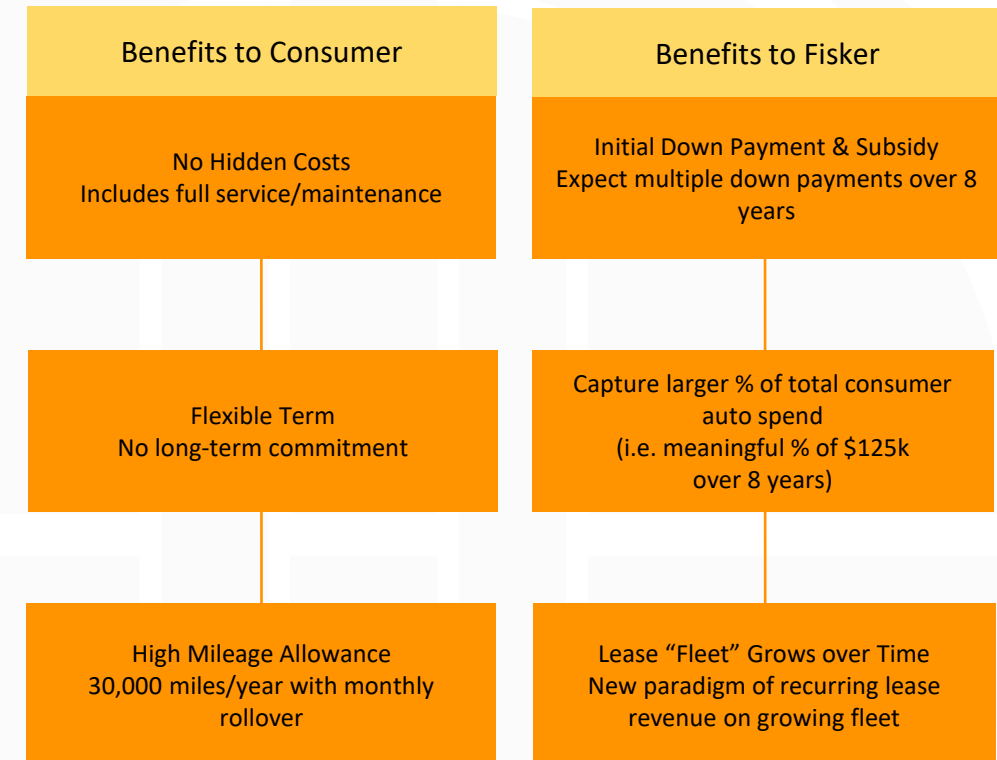 Benefits to Consumer
No Hidden Costs
Includes full service/maintenance
Flexible Term
No long-term commitment
High Mileage Allowance
30,000 miles/year with monthly
rollover
Benefits to Fisker
Initial Down Payment & Subsidy
Expect multiple down payments over 8
years
Capture larger % of total consumer
auto spend
(i.e. meaningful % of $125k
over 8 years)
Lease “Fleet” Grows over Time
New paradigm of recurring lease
revenue on growing fleet